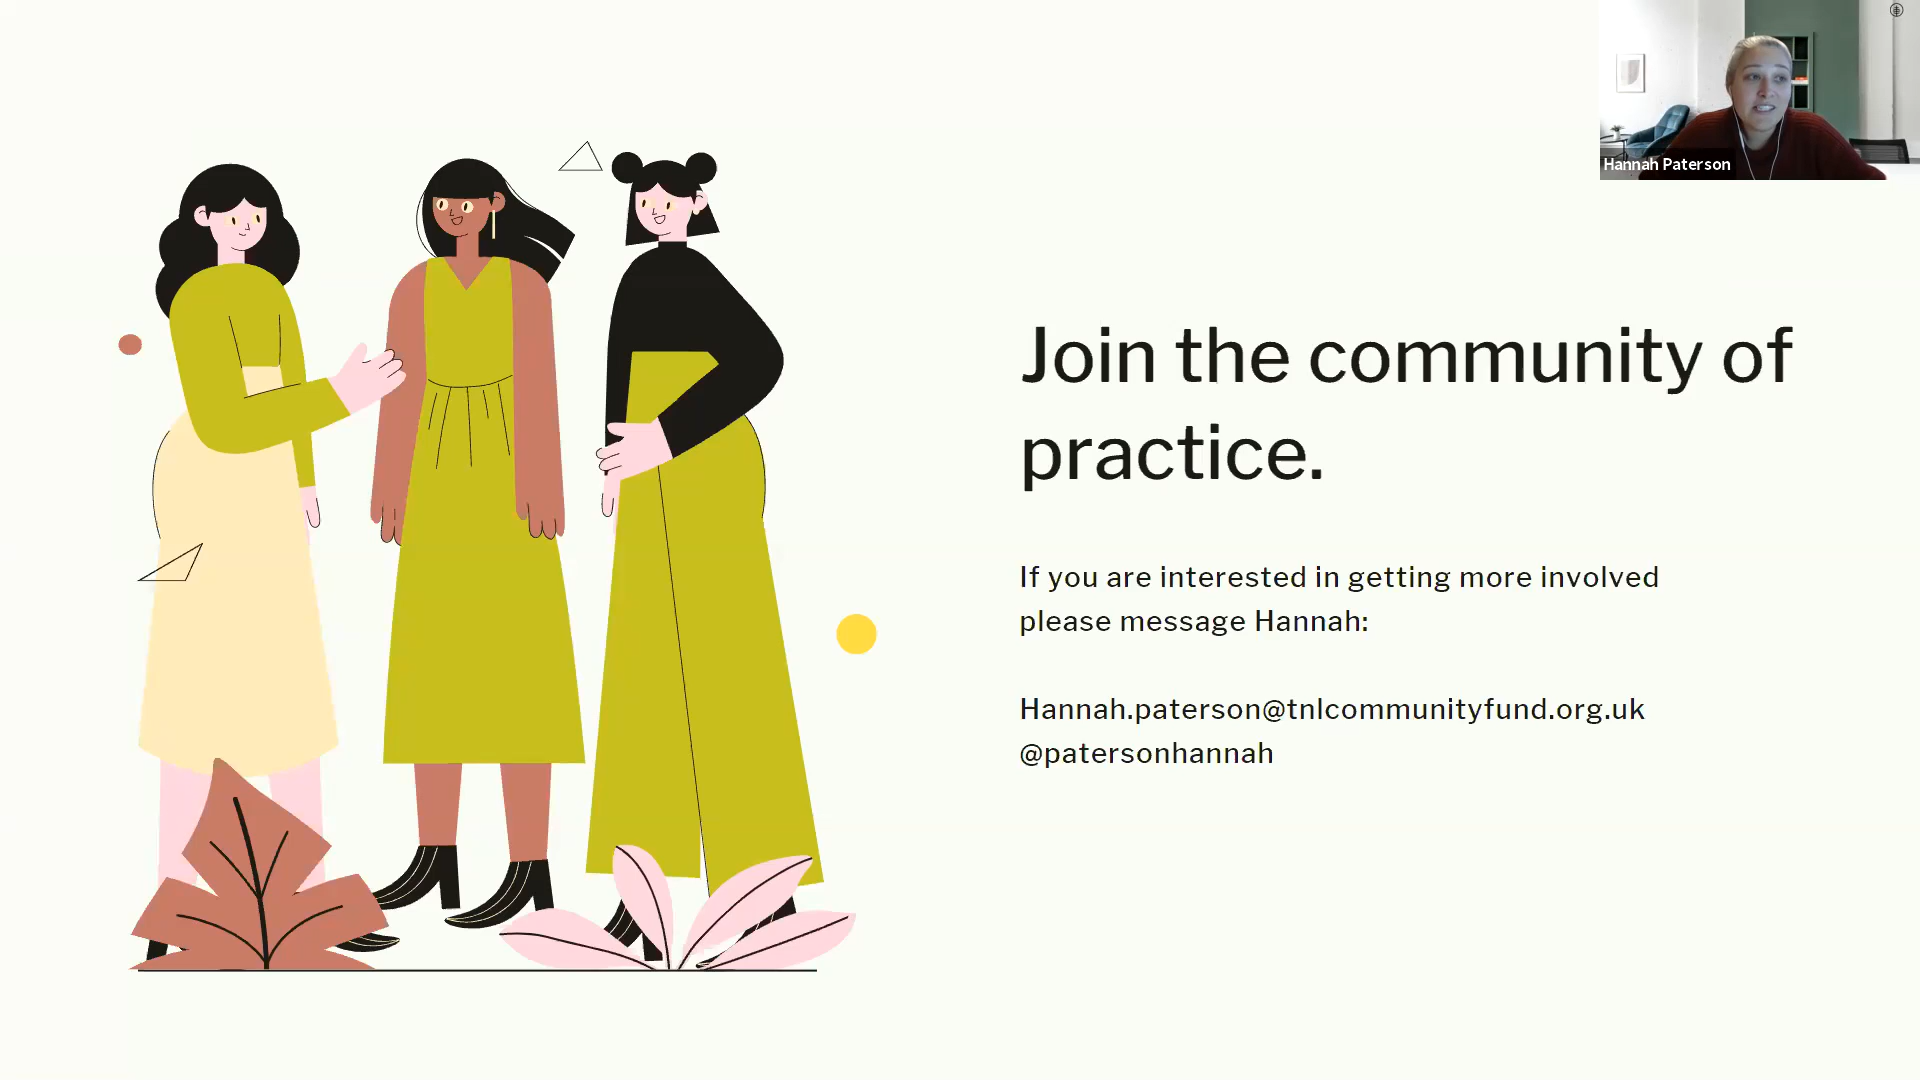 Hannah Paterson
Join the community of
practice.
If you are interested in getting more involved
please message Hannah:
Hannah.paterson@tnlcommunityfund.org.uk
@patersonhannah